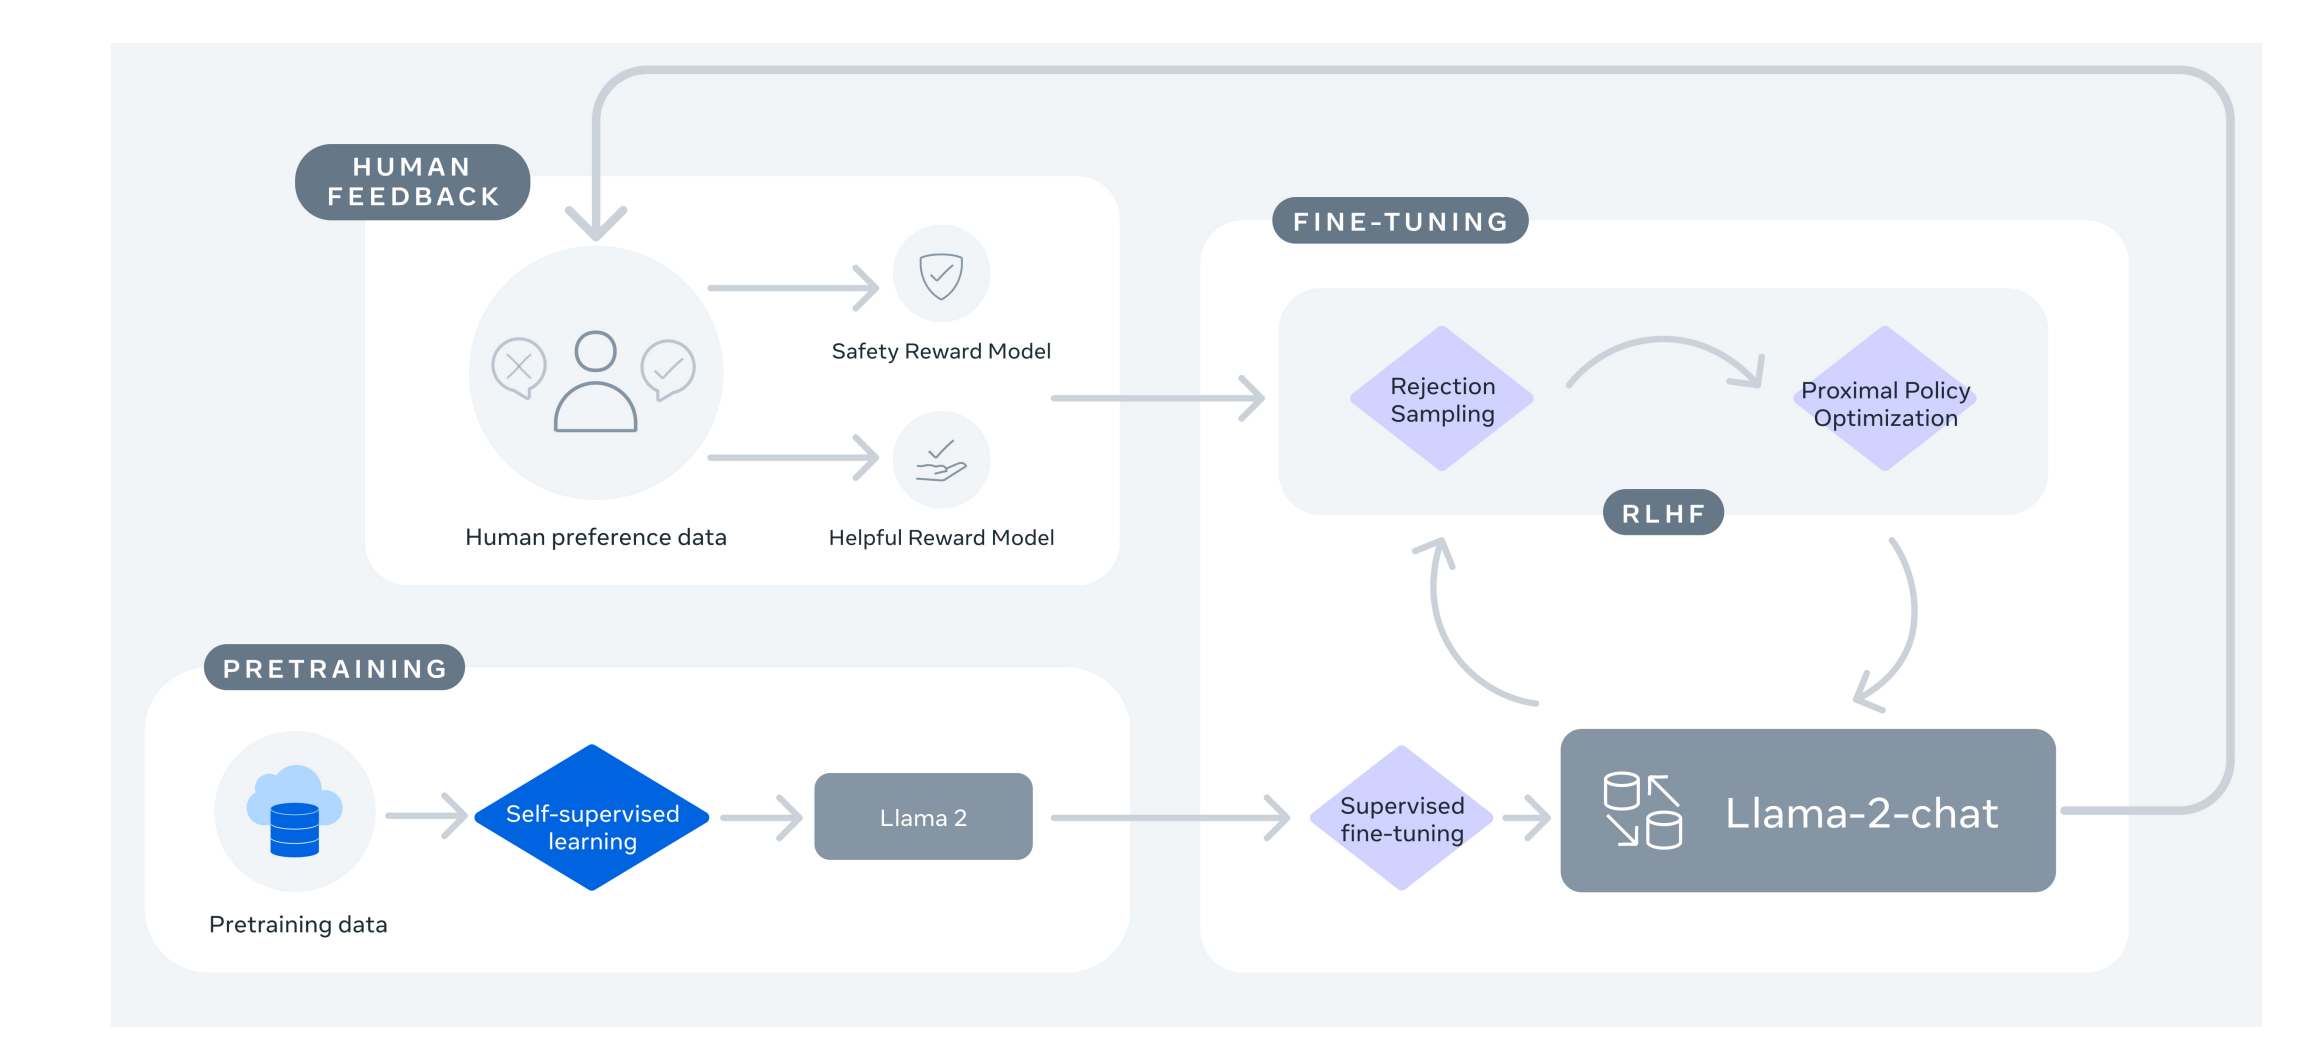 HUMAN
FEEDBACK
Safety Reward Model
Human preference data
Helpful Reward Model
FINE-TUNING
Rejection
Sampling
Proximal Policy
Optimization
RLHF
PRETRAINING
Pretraining data
Self-supervised
learning
Llama 2
Supervised
fine-tuning
Llama-2-chat